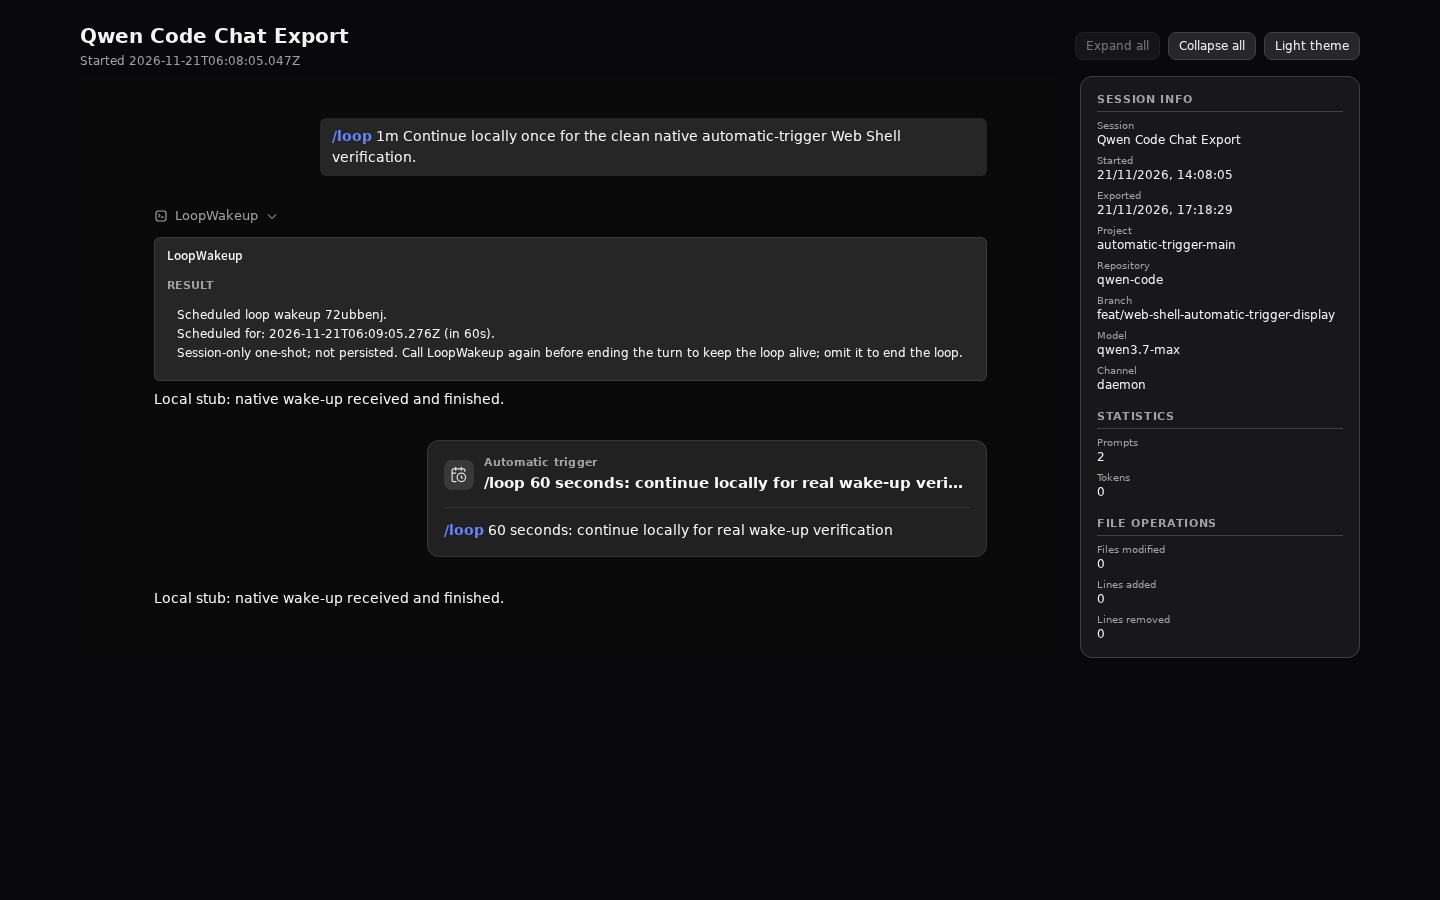 Qwen Code Chat Export
Started 2026-11-21T06:08:05.047Z
Expand all
Collapse all
Light theme
/loop 1m Continue locally once for the clean native automatic-trigger Web Shell
verification.
LoopWakeup
LoopWakeup
RESULT
Scheduled loop wakeup 72ubbenj.
Scheduled for: 2026-11-21T06:09:05.276Z (in 60s).
Session-only one-shot; not persisted. Call LoopWakeup again before ending the turn to keep the loop alive; omit it to end the loop.
Local stub: native wake-up received and finished.
Automatic trigger
/loop 60 seconds: continue locally for real wake-up veri...
/loop 60 seconds: continue locally for real wake-up verification
Local stub: native wake-up received and finished.
SESSION INFO
Session
Qwen Code Chat Export
Started
21/11/2026, 14:08:05
Exported
21/11/2026, 17:18:29
Project
automatic-trigger-main
Repository
qwen-code
Branch
feat/web-shell-automatic-trigger-display
Model
qwen3.7-max
Channel
daemon
STATISTICS
Prompts
2
Tokens
0
FILE OPERATIONS
Files modified
0
Lines added
0
Lines removed
0